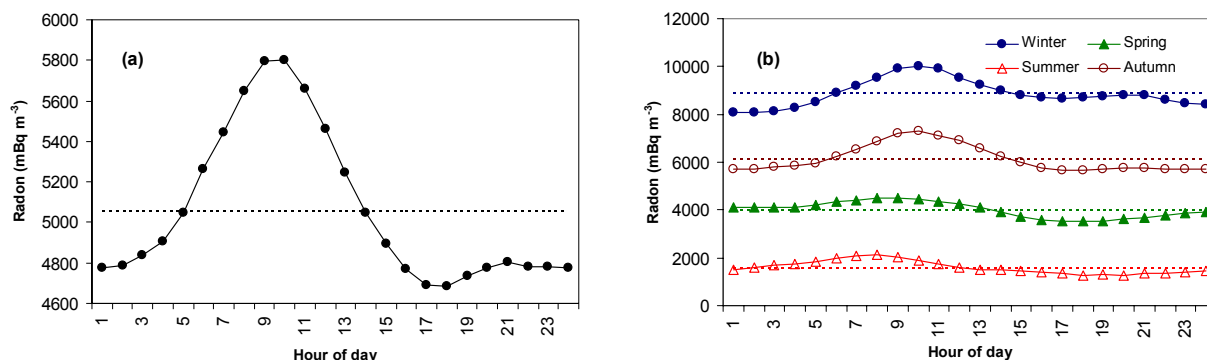 (a)
Radon (mBq m⁻³)
6000
5800
5600
5400
5200
5000
4800
4600
1 3 5 7 9 11 13 15 17 19 21 23
Hour of day
(b)
Winter Spring
Summer Autumn
Radon (mBq m⁻³)
12000
10000
8000
6000
4000
2000
0
1 3 5 7 9 11 13 15 17 19 21 23
Hour of day